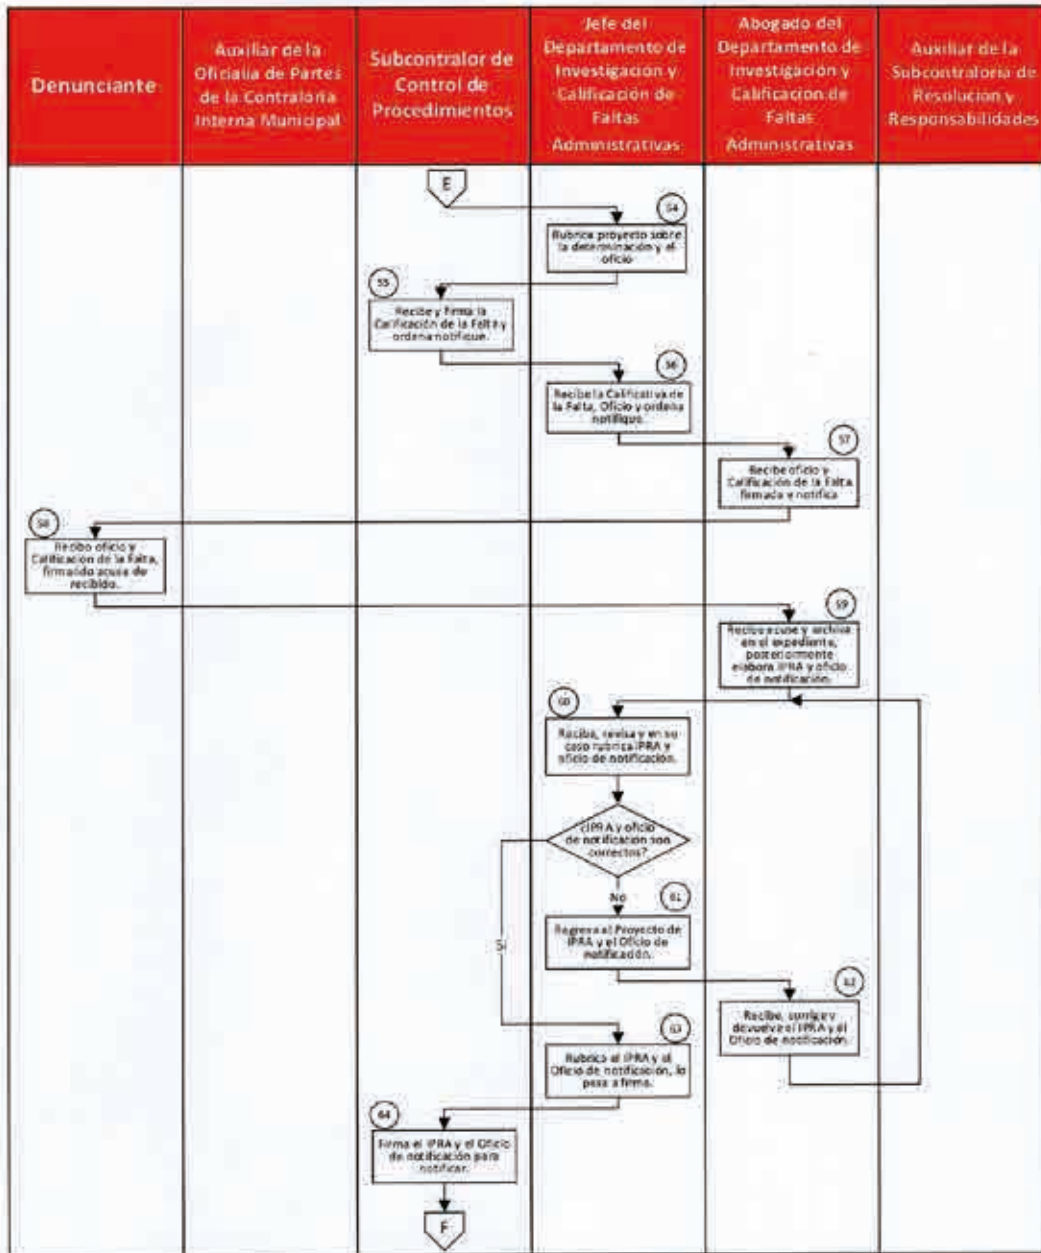 Denunciante
Auxiliar de la
Oficialía de Partes
de la Contraloría
Interna Municipal
Subcontralor de
Control de
Procedimientos
Jefe del
Departamento de
Investigación y
Calificación de
Faltas
Administrativas
Abogado del
Departamento de
Investigación y
Calificación de
Faltas
Administrativas
Auxiliar de la
Subcontraloría de
Resolución y
Responsabilidades
E
54
Rubrica proyecto sobre
la determinación y el
oficio
55
Recibe y firma la
Calificación de la Falta y
ordena notifique.
56
Recibe la Calificativa de
la Falta, Oficio y ordena
notifique.
57
Recibe oficio y
Calificación de la Falta
firmada y notifica
58
Recibe oficio y
Calificación de la Falta,
firmando acuse de
recibido.
59
Recibe acuse y archiva
en el expediente,
posteriormente
elabora IPRA y oficio
de notificación.
60
Recibe, revisa y en su
caso rubrica IPRA y
oficio de notificación.
¿IPRA y oficio
de notificación son
correctos?
No
61
Regresa el Proyecto de
IPRA y el Oficio de
notificación.
Si
62
Recibe, corrige y
devuelve el IPRA y el
Oficio de notificación.
63
Rubrica el IPRA y el
Oficio de notificación, lo
pasa a firma.
64
Firma el IPRA y el Oficio
de notificación para
notificar.
F